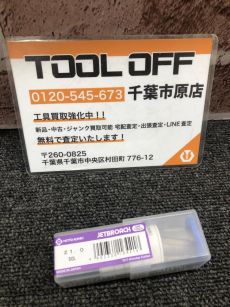 TOOL OFF
0120-545-673 千葉市原店
工具買取強化中！！
新品・中古・ジャンク買取可能 宅配査定・出張査定・LINE査定
無料で査定いたします！
〒260-0825
千葉県千葉市中央区村田町 776-12
JETBROACH
21.0